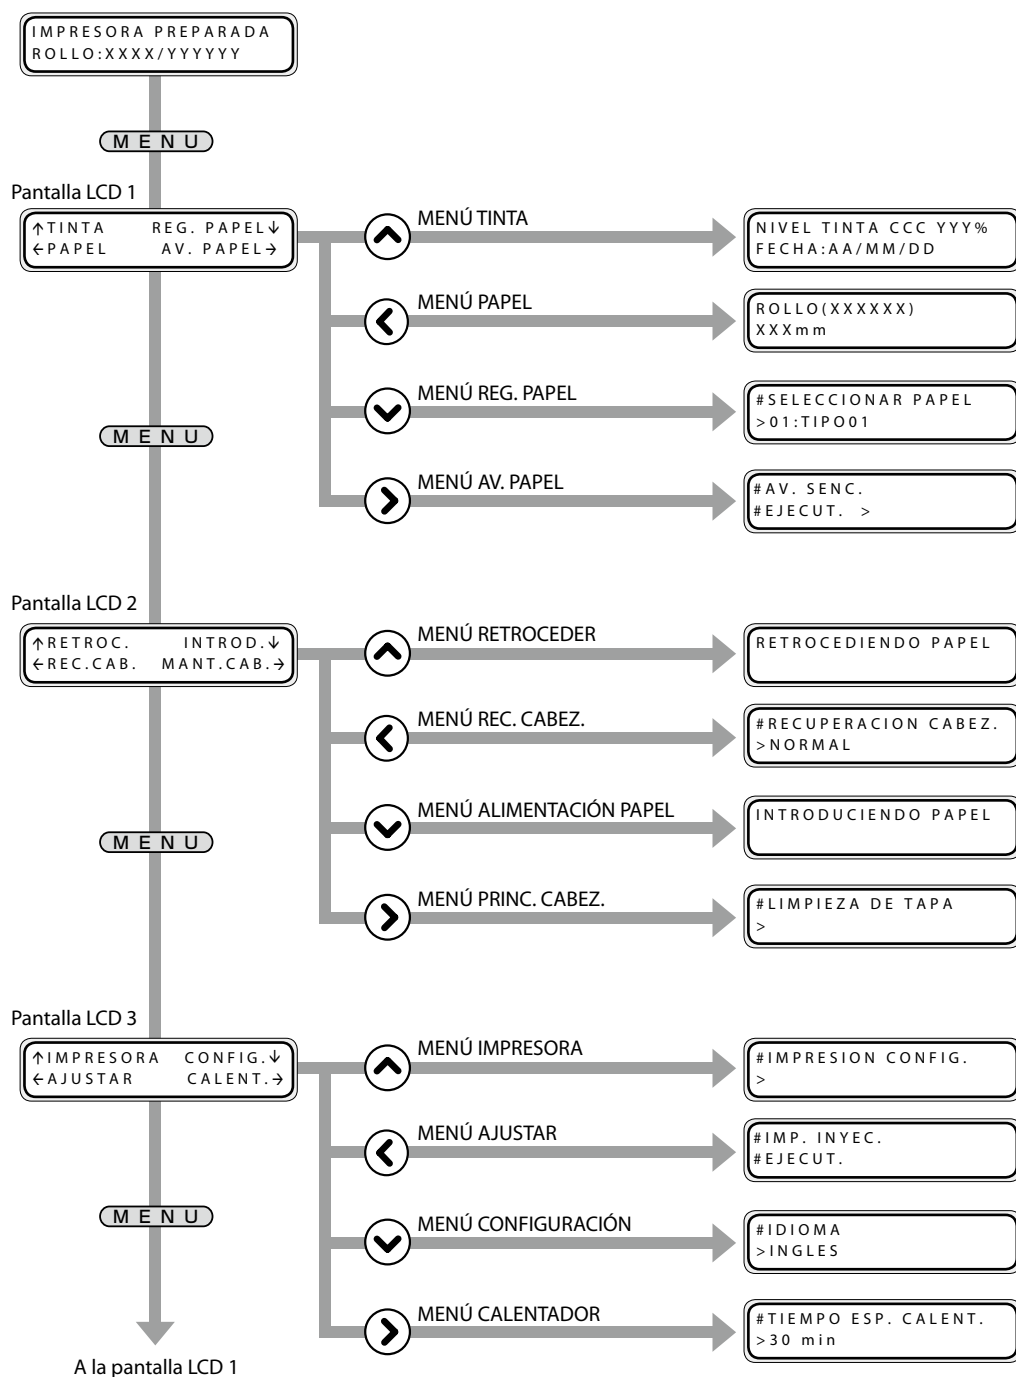 IMPRESORA PREPARADA
ROLLO:XXXX/YYYYYY
MENU
Pantalla LCD 1
↑TINTA REG. PAPEL↓
←PAPEL AV. PAPEL→
MENÚ TINTA
NIVEL TINTA CCC YYY%
FECHA:AA/MM/DD
MENÚ PAPEL
ROLLO(XXXXXX)
XXXmm
MENÚ REG. PAPEL
#SELECCIONAR PAPEL
>01:TIPO01
MENÚ AV. PAPEL
#AV. SENC.
#EJECUT. >
MENU
Pantalla LCD 2
↑RETROC. INTROD.↓
←REC.CAB. MANT.CAB.→
MENÚ RETROCEDER
RETROCEDIENDO PAPEL
MENÚ REC. CABEZ.
#RECUPERACION CABEZ.
>NORMAL
MENÚ ALIMENTACIÓN PAPEL
INTRODUCIENDO PAPEL
MENÚ PRINC. CABEZ.
#LIMPIEZA DE TAPA
>
MENU
Pantalla LCD 3
↑IMPRESORA CONFIG.↓
←AJUSTAR CALENT.→
MENÚ IMPRESORA
#IMPRESION CONFIG.
>
MENÚ AJUSTAR
#IMP. INYEC.
#EJECUT.
MENÚ CONFIGURACIÓN
#IDIOMA
>INGLES
MENÚ CALENTADOR
#TIEMPO ESP. CALENT.
>30 min
MENU
A la pantalla LCD 1